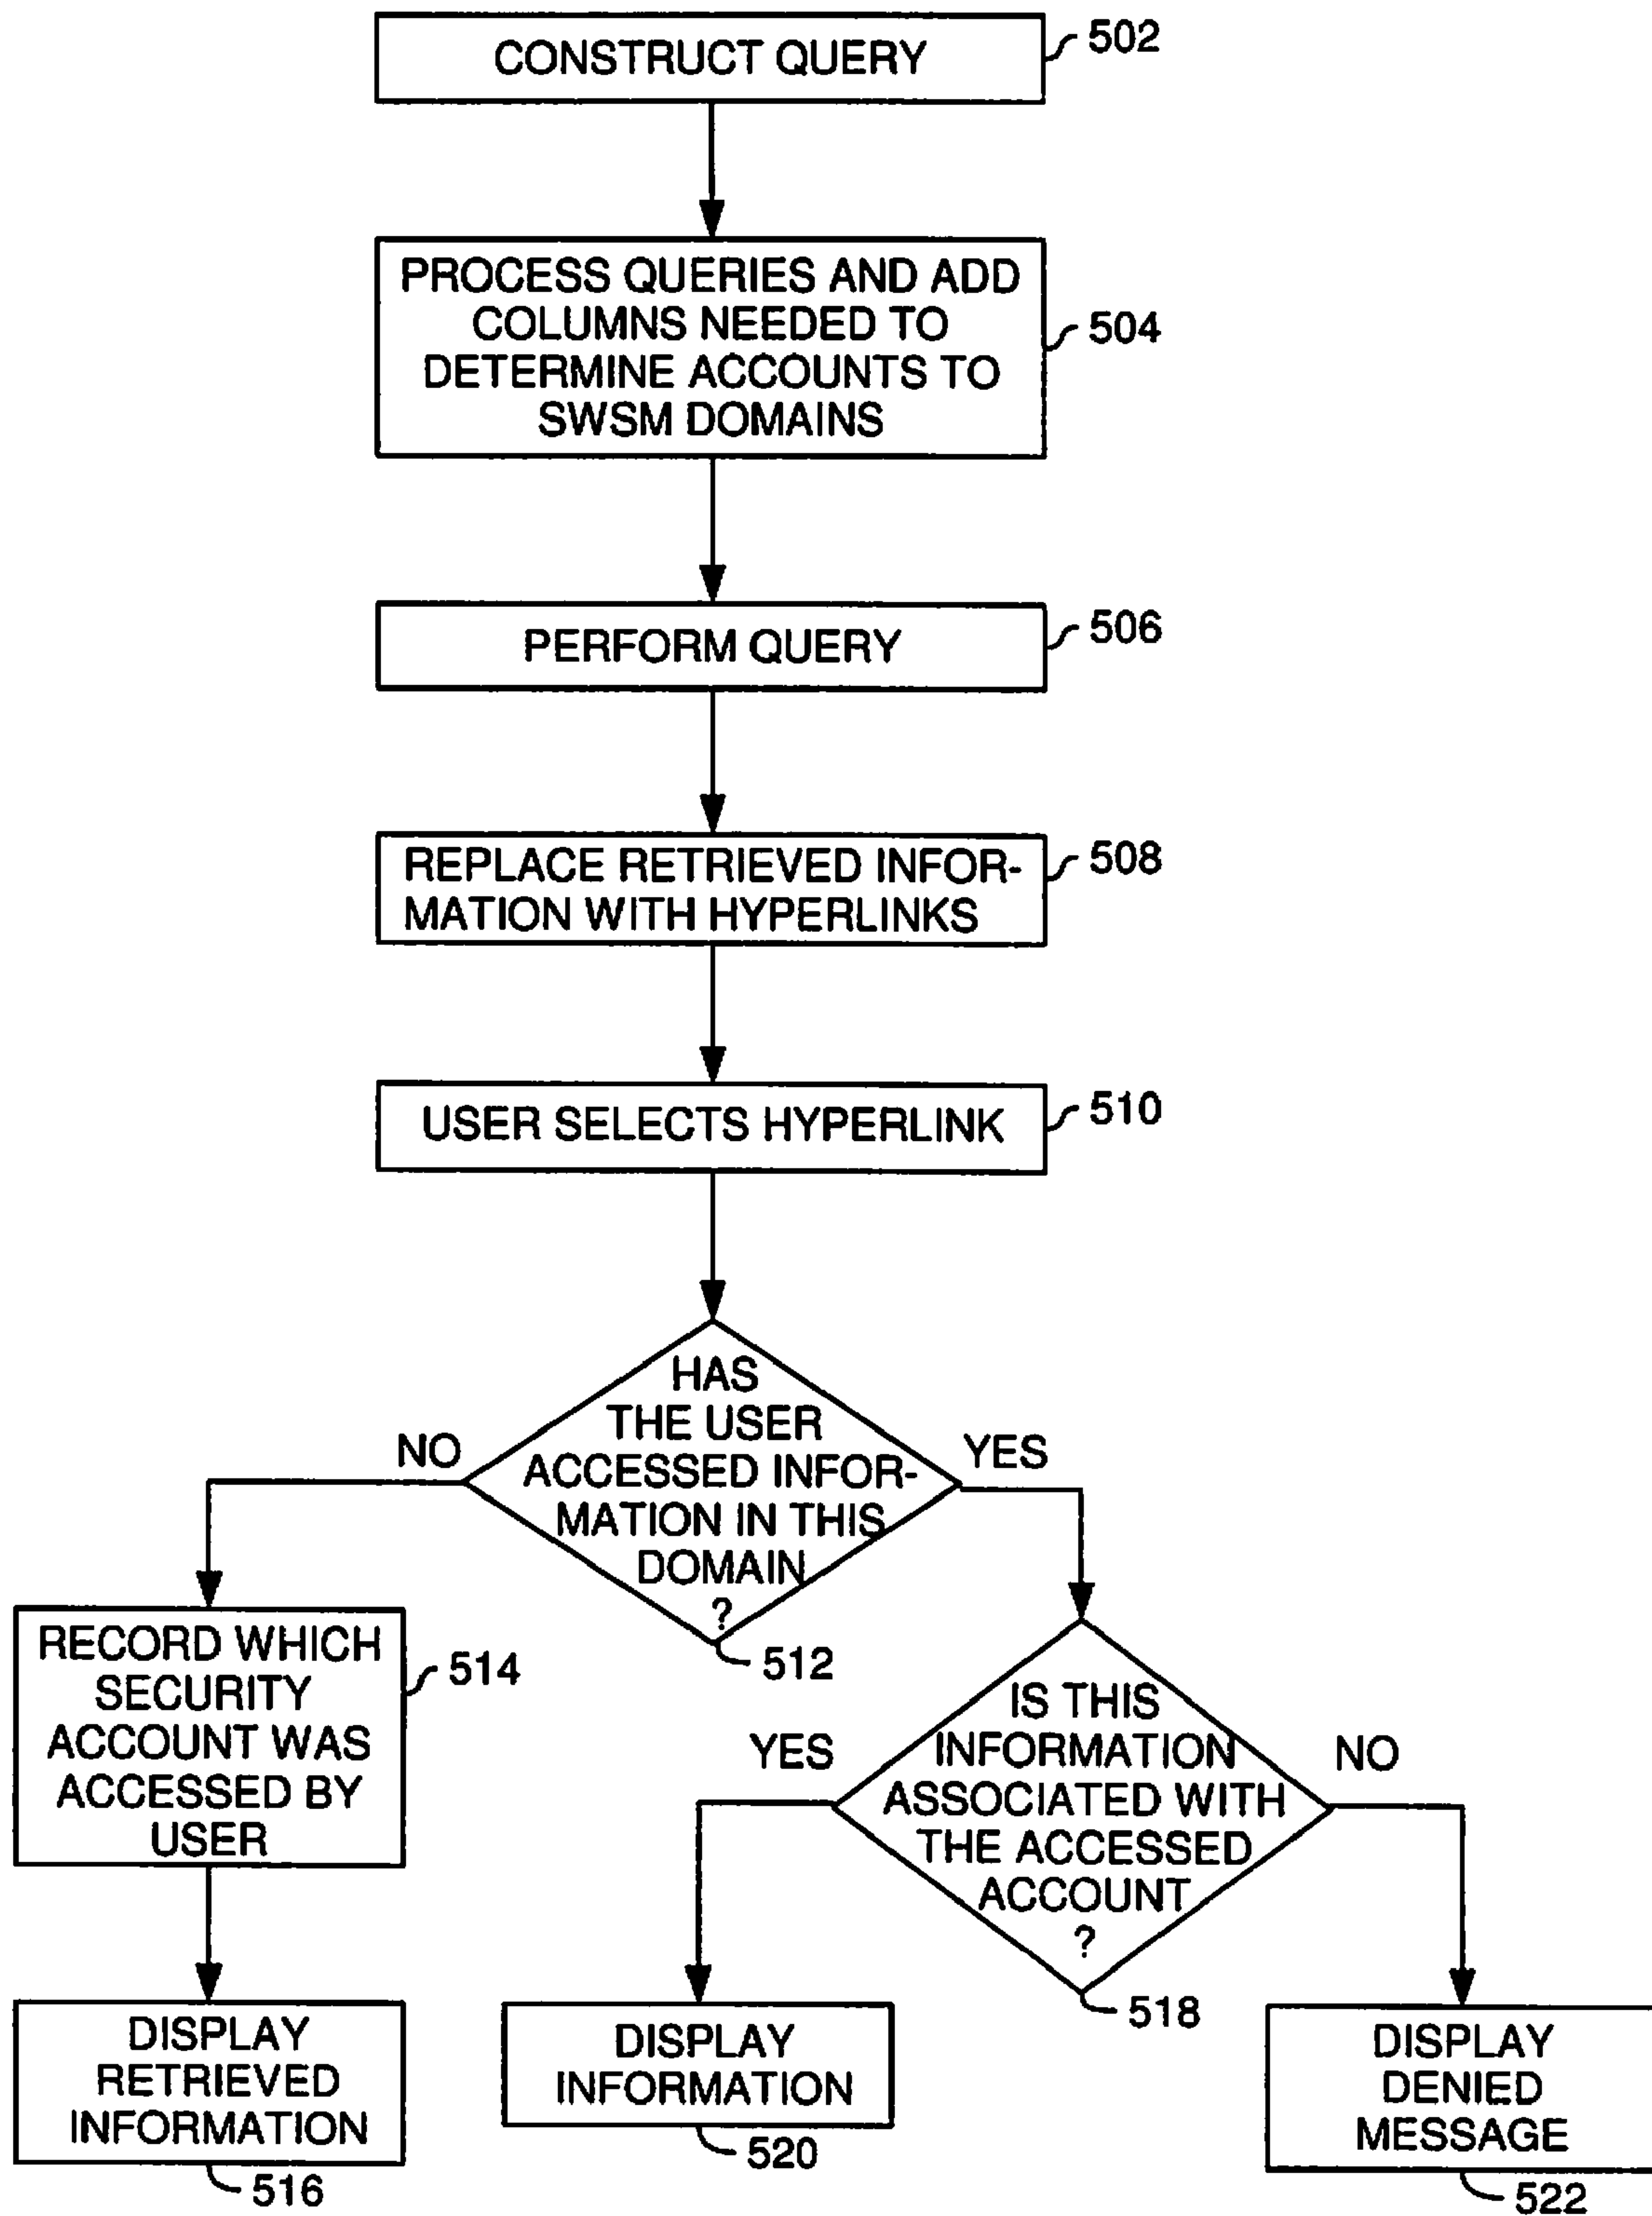 CONSTRUCT QUERY
502
PROCESS QUERIES AND ADD
COLUMNS NEEDED TO
DETERMINE ACCOUNTS TO
SWSM DOMAINS
504
PERFORM QUERY
506
REPLACE RETRIEVED INFOR-
MATION WITH HYPERLINKS
508
USER SELECTS HYPERLINK
510
HAS
THE USER
ACCESSED INFOR-
MATION IN THIS
DOMAIN
?
512
NO
YES
RECORD WHICH
SECURITY
ACCOUNT WAS
ACCESSED BY
USER
514
IS THIS
INFORMATION
ASSOCIATED WITH
THE ACCESSED
ACCOUNT
?
518
YES
NO
DISPLAY
RETRIEVED
INFORMATION
516
DISPLAY
INFORMATION
520
DISPLAY
DENIED
MESSAGE
522